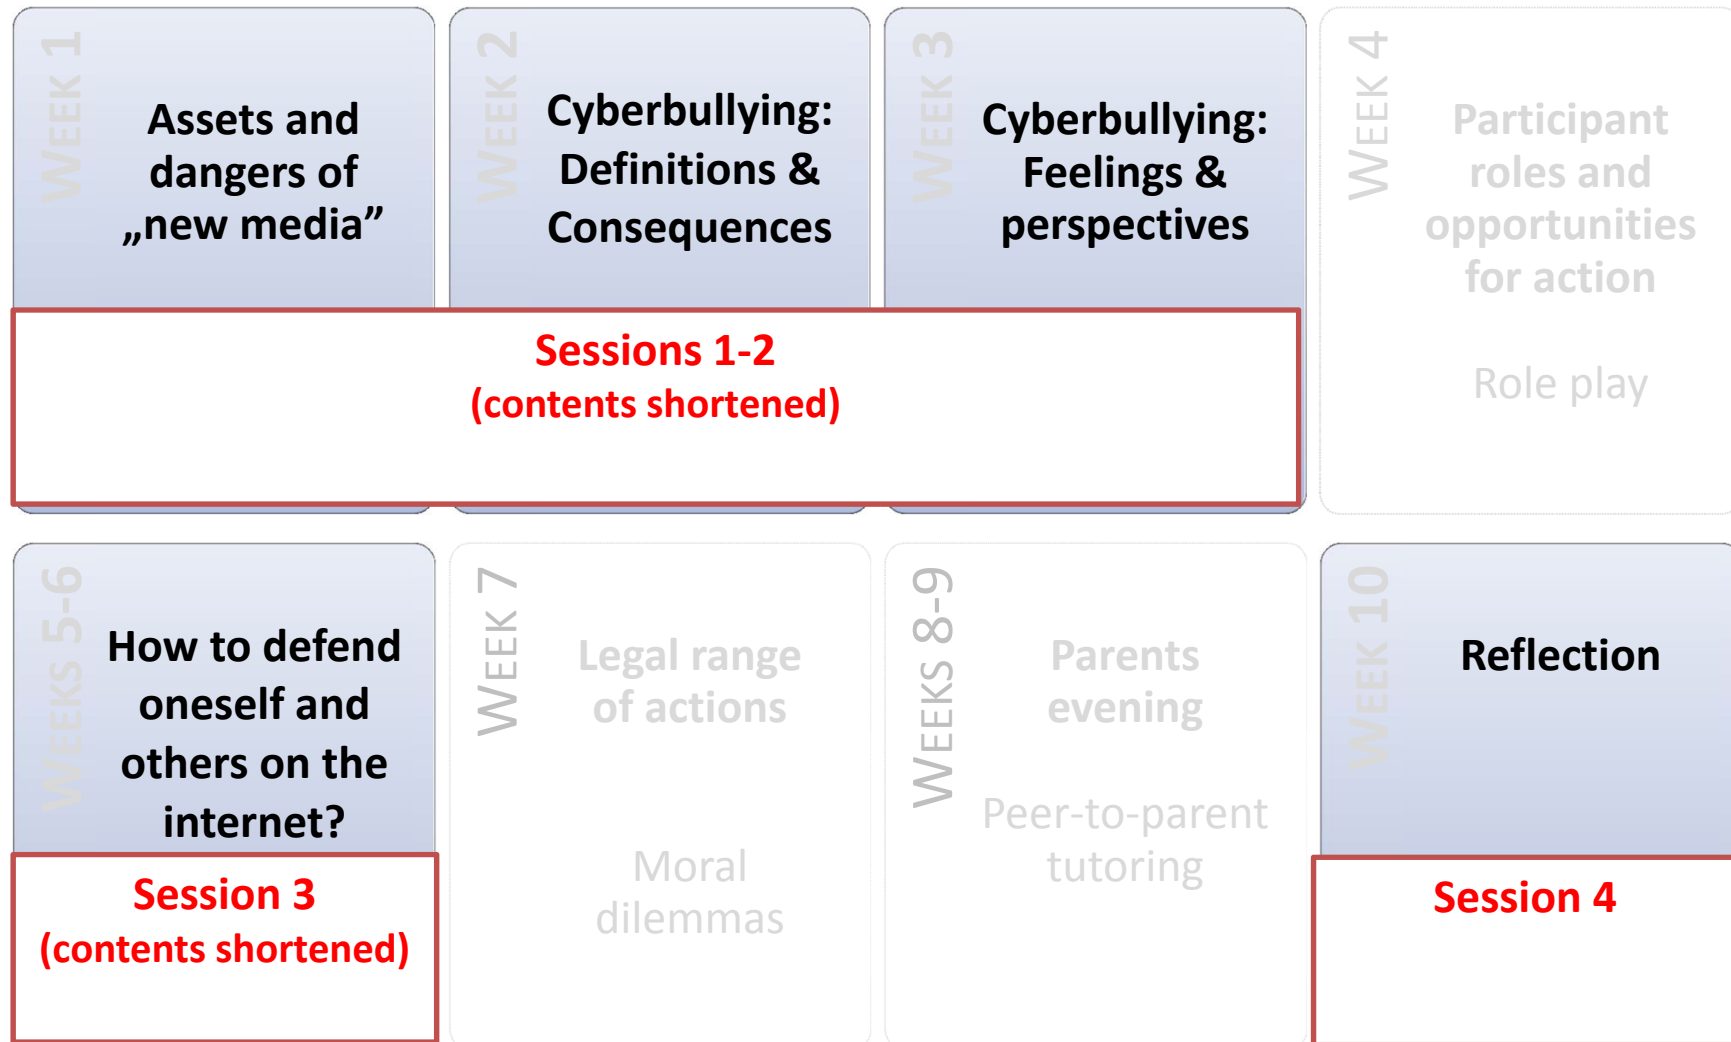 WEEK 1
Assets and
dangers of
„new media”
WEEK 2
Cyberbullying:
Definitions &
Consequences
WEEK 3
Cyberbullying:
Feelings &
perspectives
WEEK 4
Participant
roles and
opportunities
for action
Role play
Sessions 1-2
(contents shortened)
WEEKS 5-6
How to defend
oneself and
others on the
internet?
Session 3
(contents shortened)
WEEK 7
Legal range
of actions
Moral
dilemmas
WEEKS 8-9
Parents
evening
Peer-to-parent
tutoring
WEEK 10
Reflection
Session 4